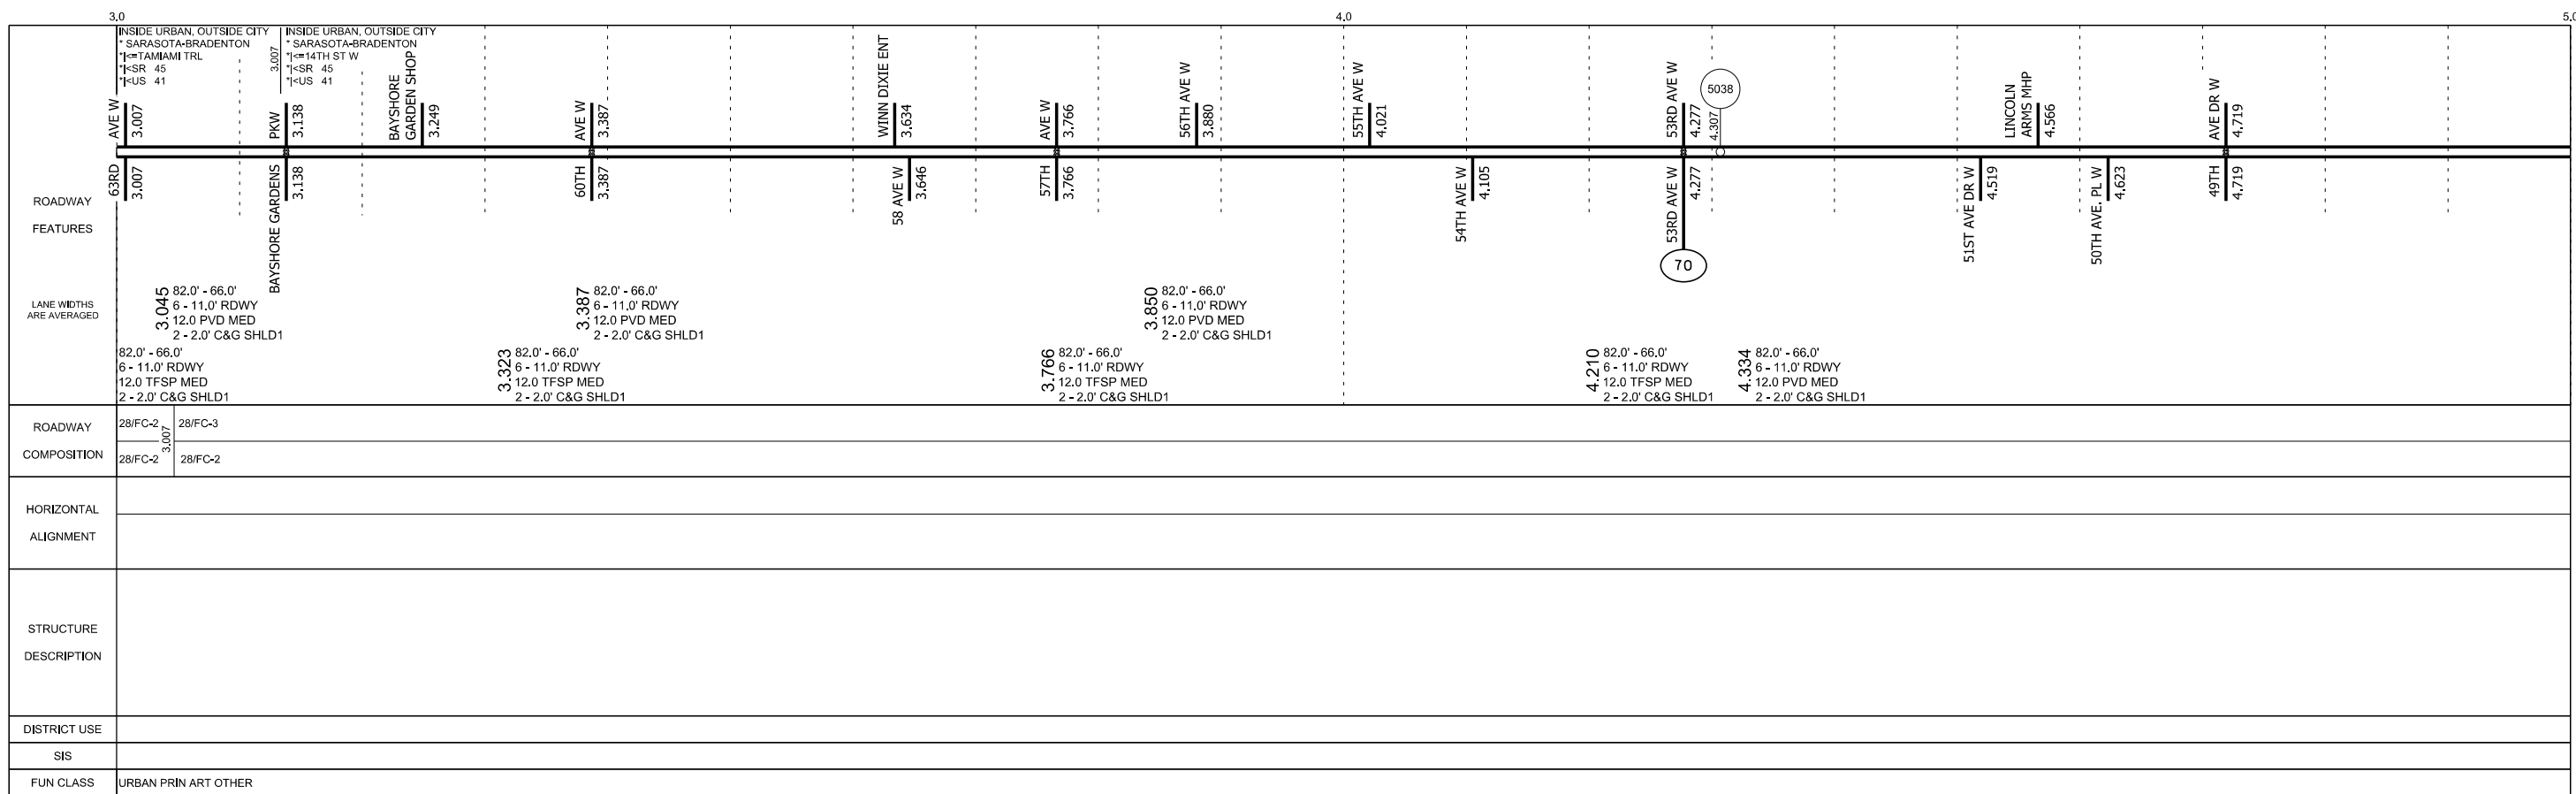 3.0
4.0
5.0
INSIDE URBAN, OUTSIDE CITY
* SARASOTA-BRADENTON
*|<=TAMIAMI TRL
*|<SR 45
*|<US 41
3.007
INSIDE URBAN, OUTSIDE CITY
* SARASOTA-BRADENTON
*|<=14TH ST W
*|<SR 45
*|<US 41
AVE W
3.007
PKW
3.138
BAYSHORE
GARDEN SHOP
3.249
AVE W
3.387
WINN DIXIE ENT
3.634
AVE W
3.766
56TH AVE W
3.880
55TH AVE W
4.021
53RD AVE W
4.277
4.307
5038
LINCOLN
ARMS MHP
4.566
AVE DR W
4.719
ROADWAY
FEATURES
63RD
3.007
BAYSHORE GARDENS
3.138
60TH
3.387
58 AVE W
3.646
57TH
3.766
54TH AVE W
4.105
53RD AVE W
4.277
70
51ST AVE DR W
4.519
50TH AVE. PL W
4.623
49TH
4.719
LANE WIDTHS
ARE AVERAGED
3.045
82.0' - 66.0'
6 - 11.0' RDWY
12.0 PVD MED
2 - 2.0' C&G SHLD1
3.387
82.0' - 66.0'
6 - 11.0' RDWY
12.0 PVD MED
2 - 2.0' C&G SHLD1
3.850
82.0' - 66.0'
6 - 11.0' RDWY
12.0 PVD MED
2 - 2.0' C&G SHLD1
82.0' - 66.0'
6 - 11.0' RDWY
12.0 TFSP MED
2 - 2.0' C&G SHLD1
3.323
82.0' - 66.0'
6 - 11.0' RDWY
12.0 TFSP MED
2 - 2.0' C&G SHLD1
3.766
82.0' - 66.0'
6 - 11.0' RDWY
12.0 TFSP MED
2 - 2.0' C&G SHLD1
4.210
82.0' - 66.0'
6 - 11.0' RDWY
12.0 TFSP MED
2 - 2.0' C&G SHLD1
4.334
82.0' - 66.0'
6 - 11.0' RDWY
12.0 PVD MED
2 - 2.0' C&G SHLD1
ROADWAY
COMPOSITION
28/FC-2
3.007
28/FC-3
28/FC-2
28/FC-2
HORIZONTAL
ALIGNMENT
STRUCTURE
DESCRIPTION
DISTRICT USE
SIS
FUN CLASS
URBAN PRIN ART OTHER